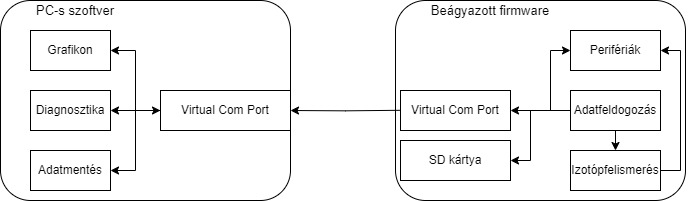 PC-s szoftver
Grafikon
Diagnosztika
Adatmentés
Virtual Com Port
Beágyazott firmware
Virtual Com Port
SD kártya
Perifériák
Adatfeldogozás
Izotópfelismerés